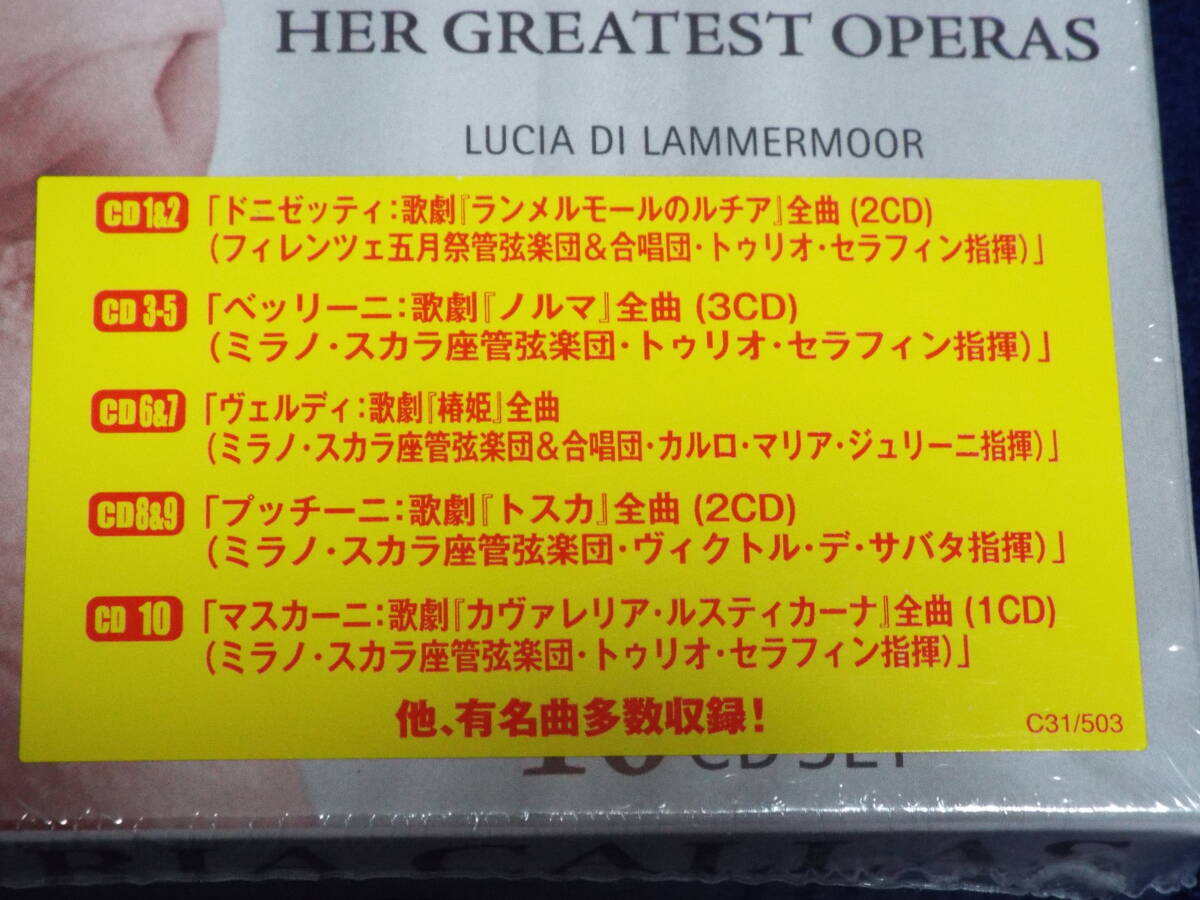 HER GREATEST OPERAS
LUCIA DI LAMMERMOOR
CD 1&2 「ドニゼッティ:歌劇『ランメルモールのルチア』全曲 (2CD)
(フィレンツェ五月祭管弦楽団&合唱団・トゥリオ・セラフィン指揮)」
CD 3-5 「ベッリーニ:歌劇『ノルマ』全曲 (3CD)
(ミラノ・スカラ座管弦楽団・トゥリオ・セラフィン指揮)」
CD6&7 「ヴェルディ:歌劇『椿姫』全曲
(ミラノ・スカラ座管弦楽団&合唱団・カルロ・マリア・ジュリーニ指揮)」
CD8&9 「プッチーニ:歌劇『トスカ』全曲 (2CD)
(ミラノ・スカラ座管弦楽団・ヴィクトル・デ・サバタ指揮)」
CD 10 「マスカーニ:歌劇『カヴァレリア・ルスティカーナ』全曲 (1CD)
(ミラノ・スカラ座管弦楽団・トゥリオ・セラフィン指揮)」
他、有名曲多数収録!
C31/503
10 CD SET
RIA CALLAS